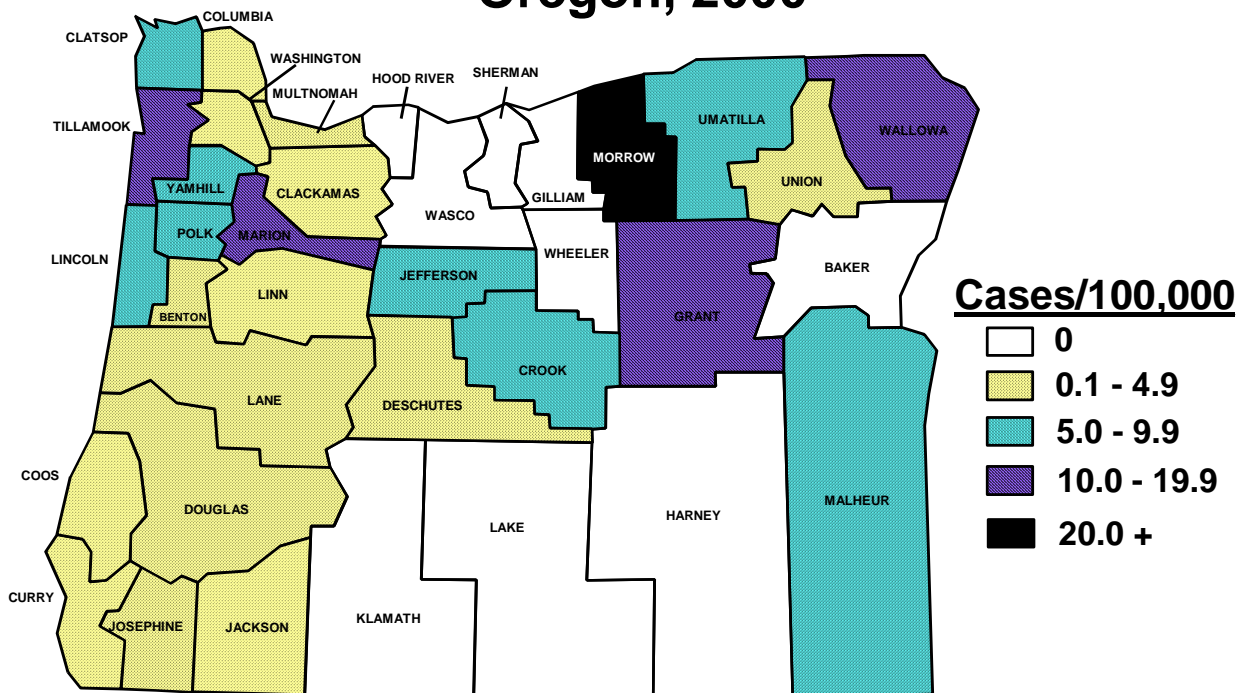 Oregon,
COLUMBIA
CLATSOP
WASHINGTON
HOOD RIVER
SHERMAN
MULTNOMAH
TILLAMOOK
UMATILLA
WALLOWA
MORROW
YAMHILL
CLACKAMAS
UNION
GILLIAM
WASCO
POLK
MARION
LINCOLN
WHEELER
JEFFERSON
BAKER
LINN
BENTON
GRANT
CROOK
LANE
DESCHUTES
COOS
DOUGLAS
LAKE
HARNEY
MALHEUR
CURRY
JOSEPHINE
JACKSON
KLAMATH
Cases/100,000
0
0.1 - 4.9
5.0 - 9.9
10.0 - 19.9
20.0 +